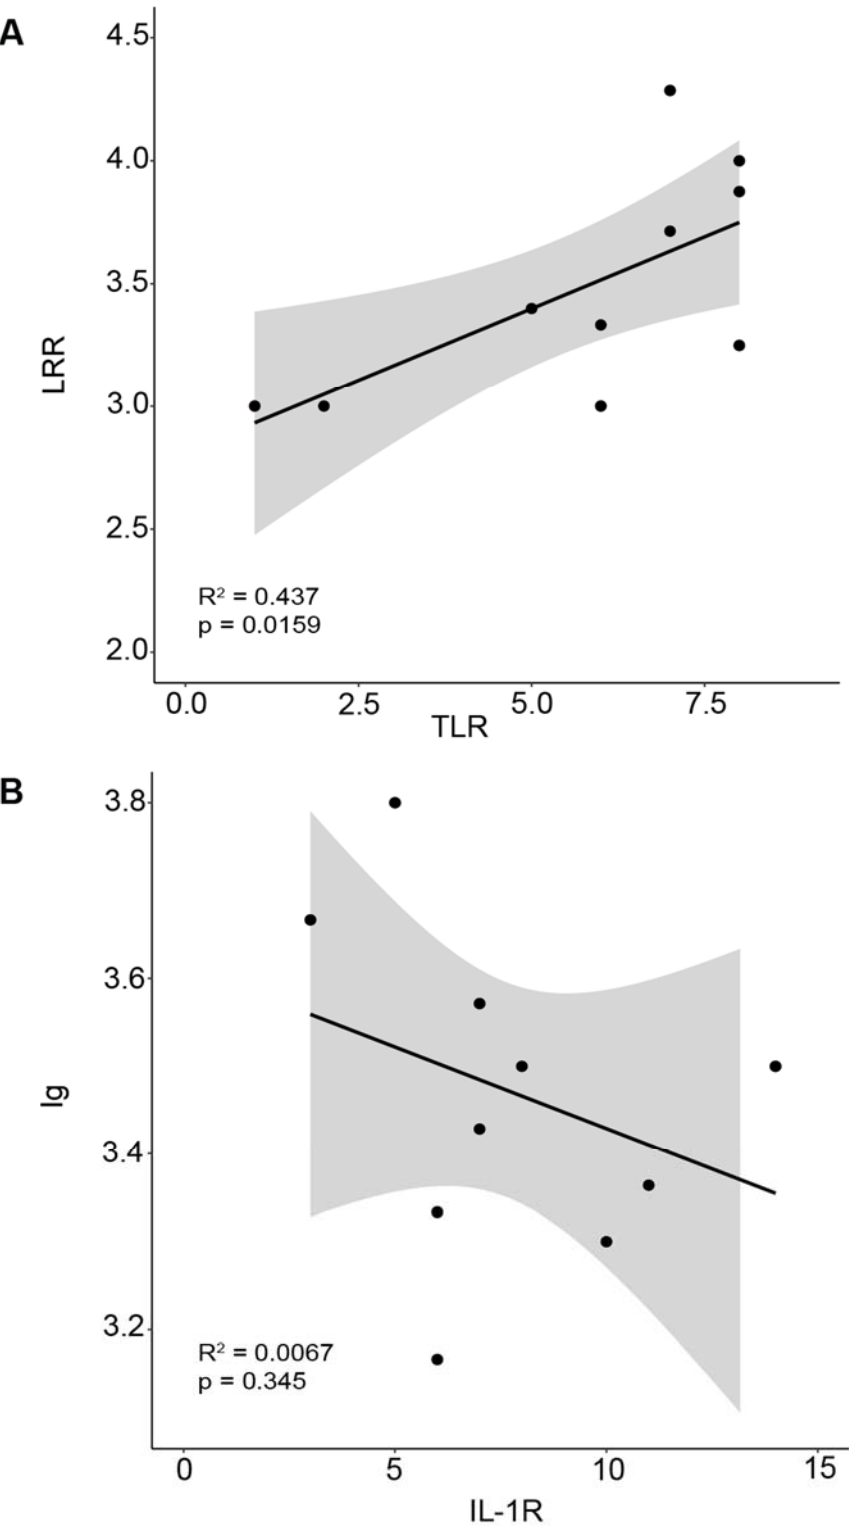 A
4.5
4.0
3.5
3.0
2.5
2.0
LRR
R² = 0.437
p = 0.0159
0.0 2.5 5.0 7.5
TLR
B
3.8
3.6
3.4
3.2
Ig
R² = 0.0067
p = 0.345
0 5 10 15
IL-1R